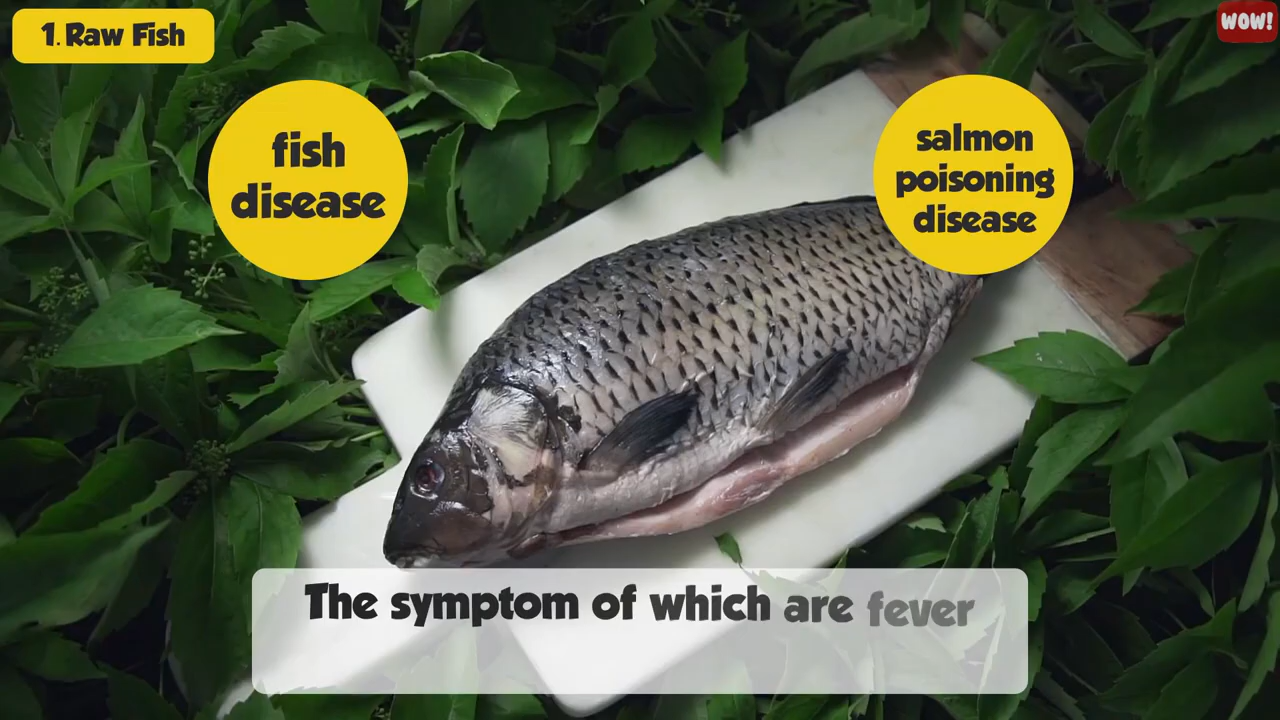 1. Raw Fish
WOW!
fish
disease
salmon
poisoning
disease
The symptom of which are fever